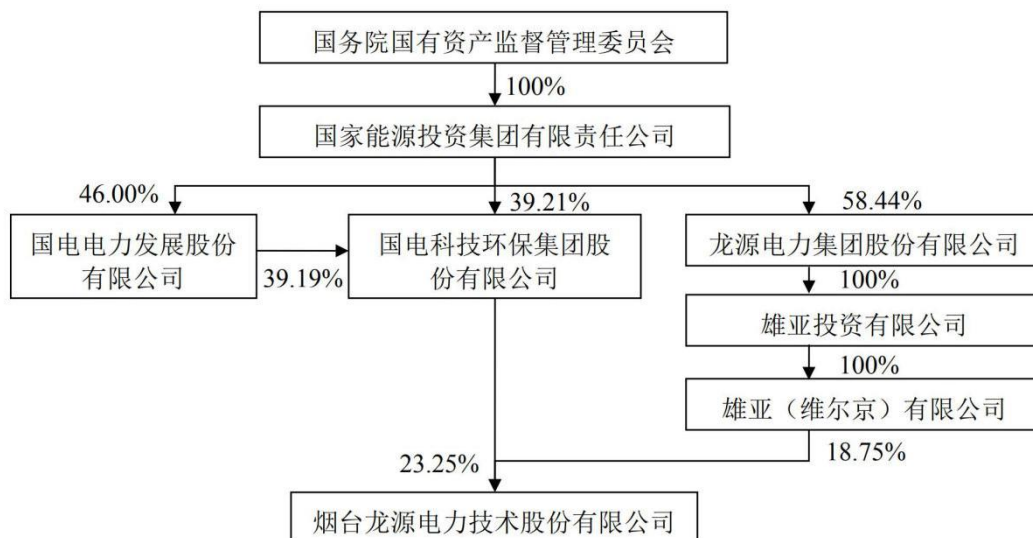 国务院国有资产监督管理委员会
100%
国家能源投资集团有限责任公司
46.00%
39.21%
58.44%
国电电力发展股份
有限公司
39.19%
国电科技环保集团股
份有限公司
龙源电力集团股份有限公司
100%
雄亚投资有限公司
100%
雄亚（维尔京）有限公司
23.25%
18.75%
烟台龙源电力技术股份有限公司